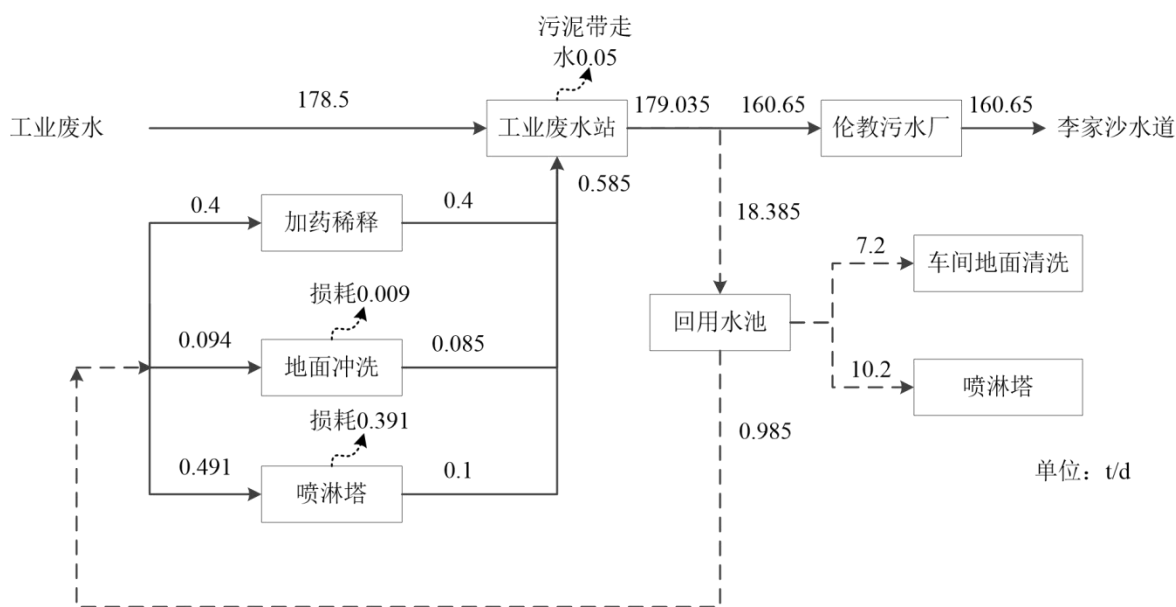 污泥带走
水0.05
178.5
179.035
160.65
160.65
工业废水
工业废水站
伦教污水厂
李家沙水道
0.585
0.4
加药稀释
0.4
18.385
7.2
车间地面清洗
损耗0.009
回用水池
0.094
地面冲洗
0.085
10.2
喷淋塔
损耗0.391
0.985
0.491
喷淋塔
0.1
单位：t/d